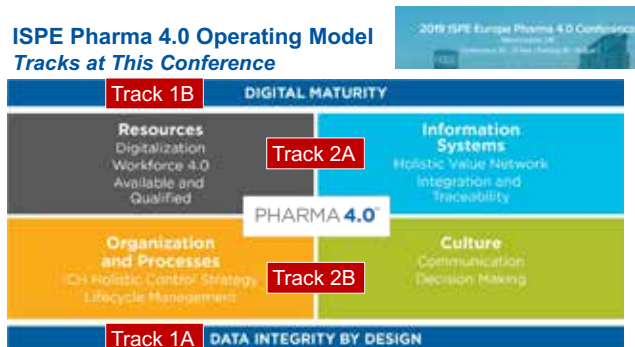 ISPE Pharma 4.0 Operating Model
Tracks at This Conference
2019 ISPE Europe Pharma 4.0 Conference
Track 1B DIGITAL MATURITY
Resources
Digitalization
Workforce 4.0
Available and
Qualified
Track 2A
Information
Systems
Holistic Value Network
Integration and
Traceability
PHARMA 4.0™
Organization
and Processes
ICH Holistic Control Strategy
Lifecycle Management
Track 2B
Culture
Communication
Decision Making
Track 1A DATA INTEGRITY BY DESIGN